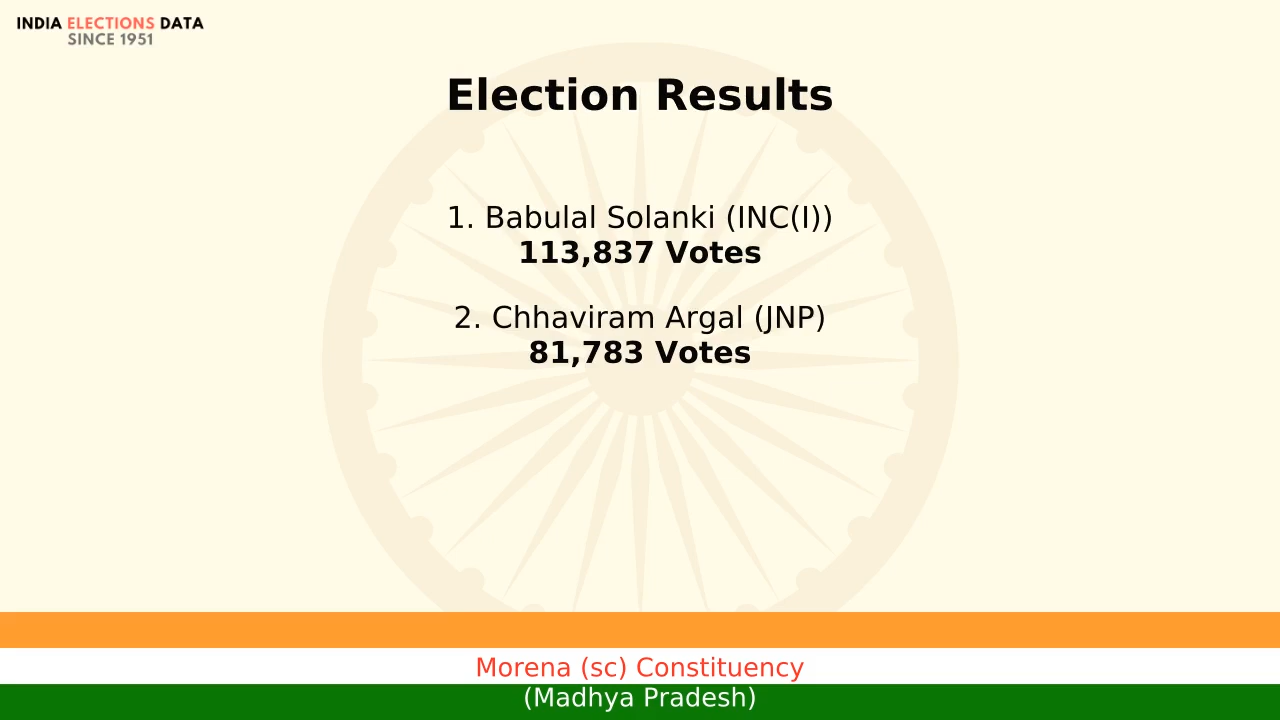 INDIA ELECTIONS DATA
SINCE 1951
Election Results
1. Babulal Solanki (INC(I))
113,837 Votes
2. Chhaviram Argal (JNP)
81,783 Votes
Morena (sc) Constituency
(Madhya Pradesh)